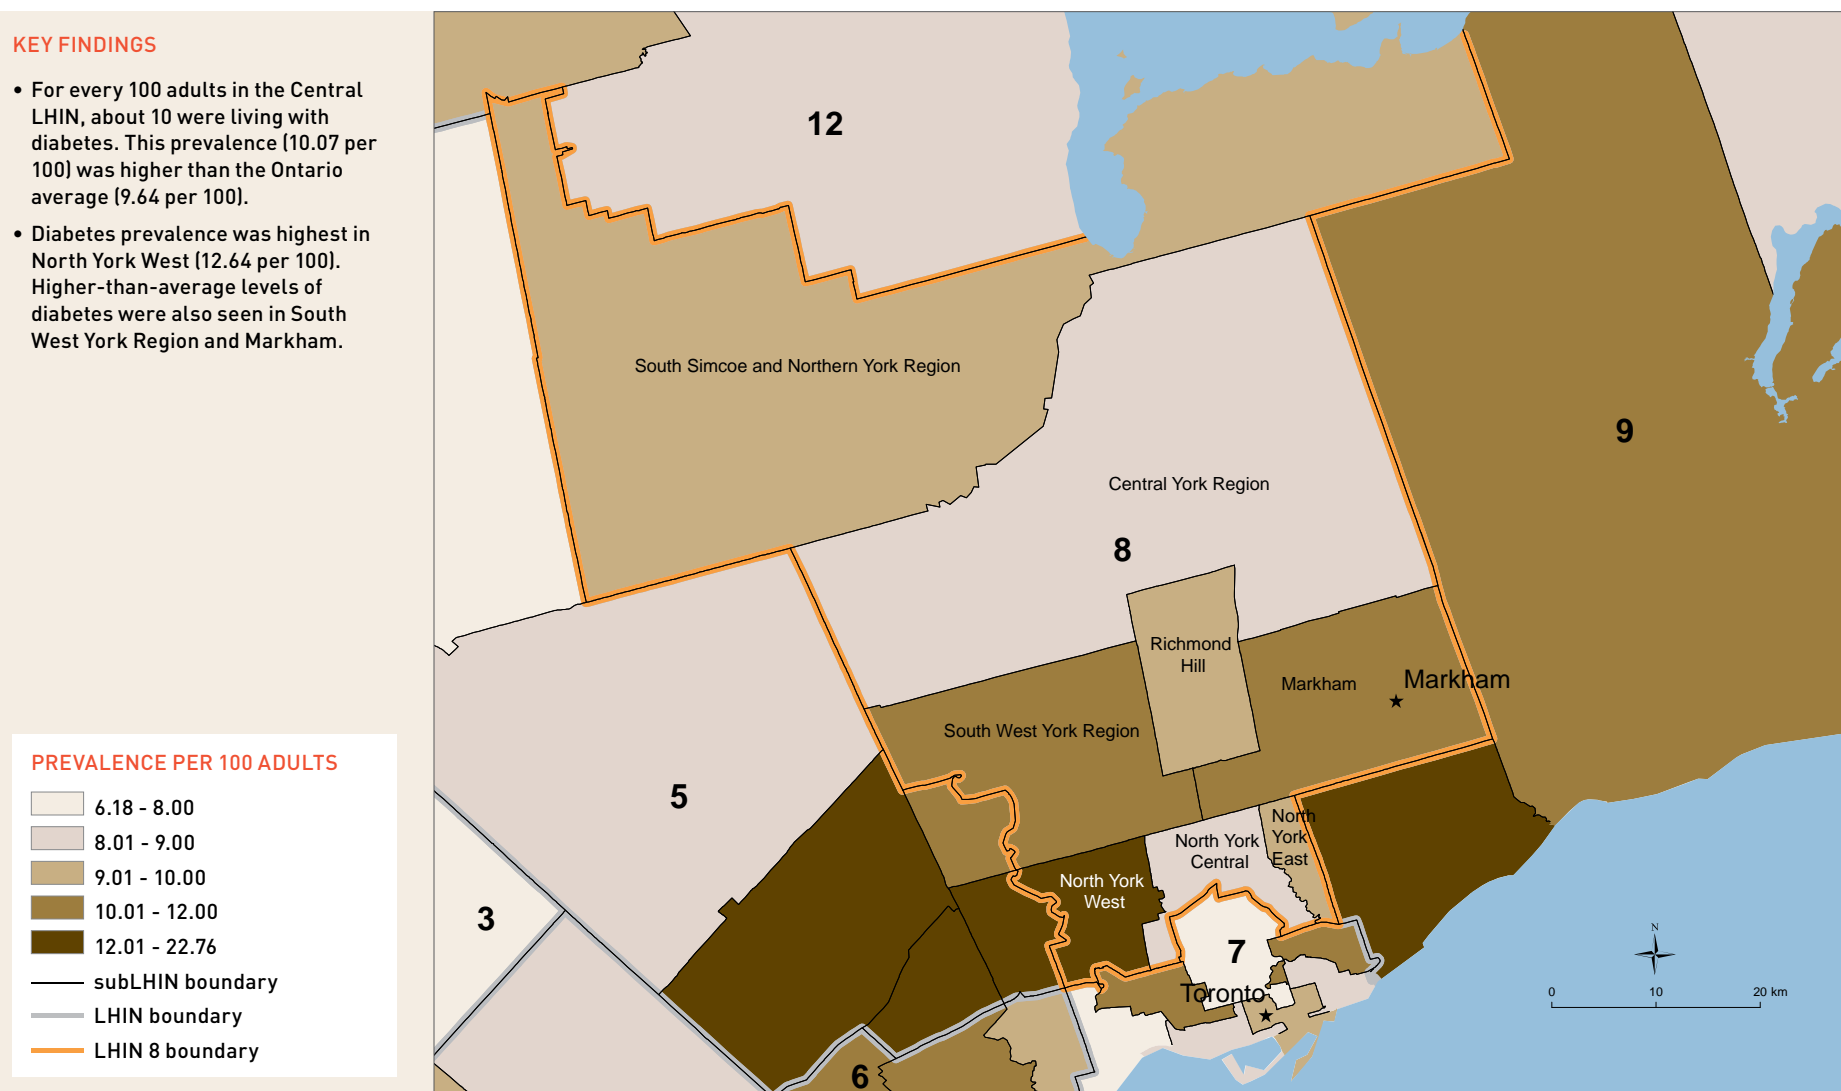 KEY FINDINGS
• For every 100 adults in the Central
LHIN, about 10 were living with
diabetes. This prevalence (10.07 per
100) was higher than the Ontario
average (9.64 per 100).
• Diabetes prevalence was highest in
North York West (12.64 per 100).
Higher-than-average levels of
diabetes were also seen in South
West York Region and Markham.
PREVALENCE PER 100 ADULTS
6.18 - 8.00
8.01 - 9.00
9.01 - 10.00
10.01 - 12.00
12.01 - 22.76
subLHIN boundary
LHIN boundary
LHIN 8 boundary
12
South Simcoe and Northern York Region
9
Central York Region
8
Richmond
Hill
Markham
Markham
South West York Region
5
North York
Central
North
York
East
North York
West
3
7
Toronto
6
N
0 10 20 km